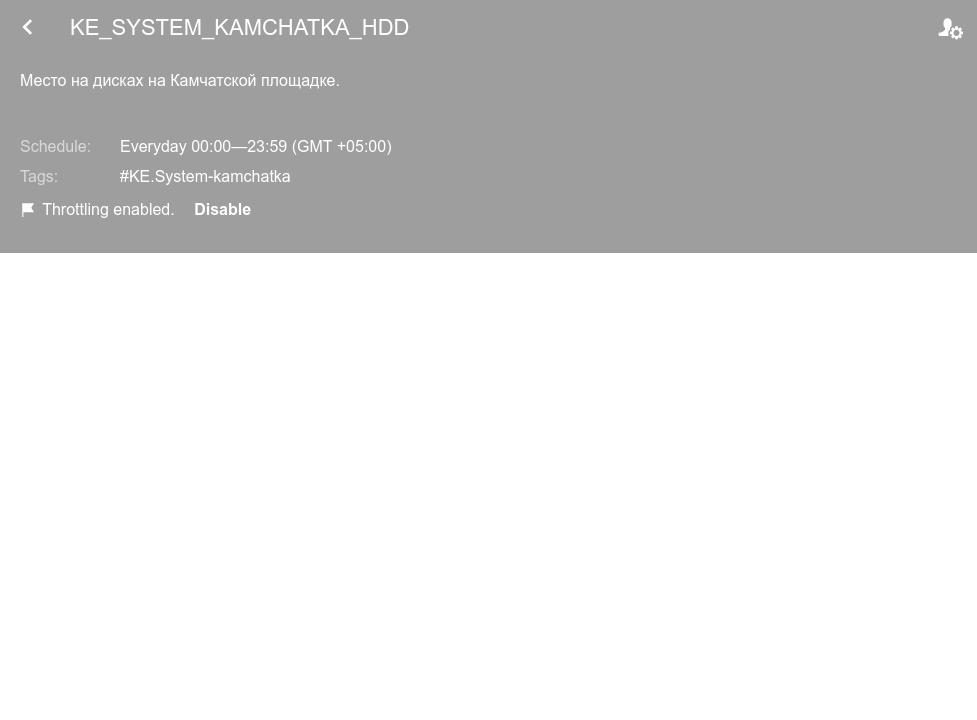 KE_SYSTEM_KAMCHATKA_HDD
Место на дисках на Камчатской площадке.
Schedule: Everyday 00:00—23:59 (GMT +05:00)
Tags: #KE.System-kamchatka
Throttling enabled. Disable